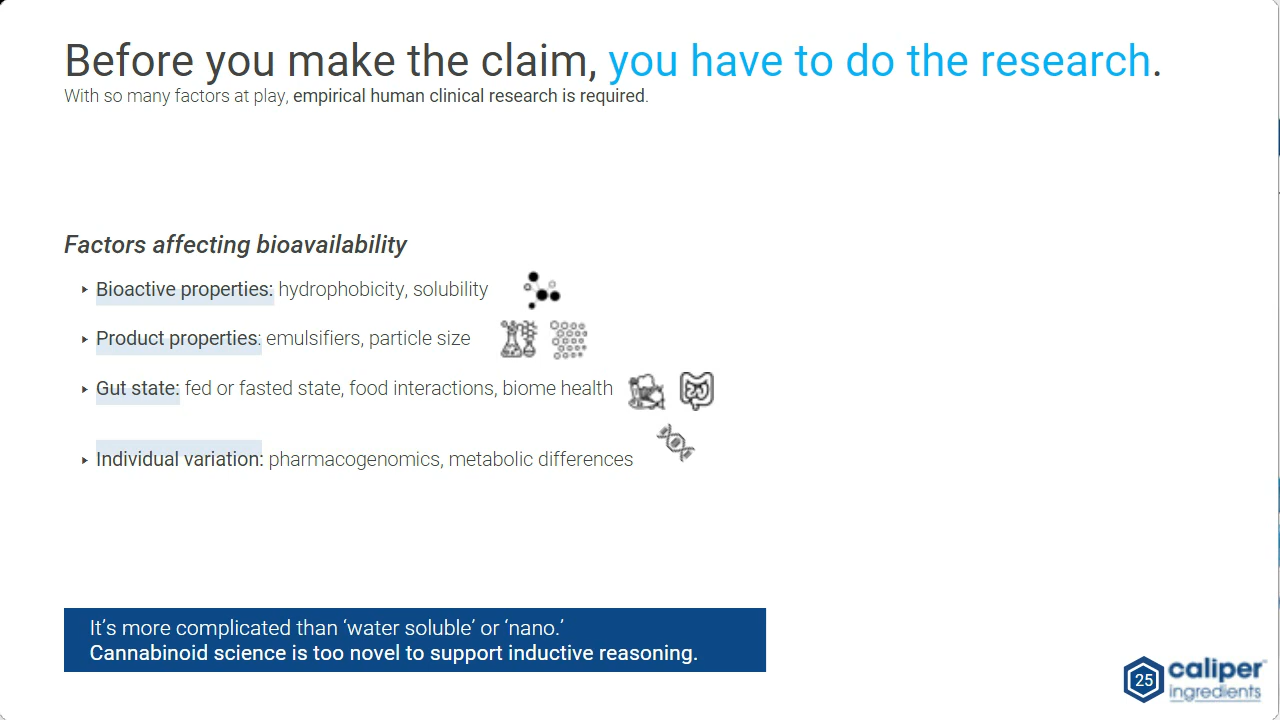 Before you make the claim, you have to do the research.
With so many factors at play, empirical human clinical research is required.
Factors affecting bioavailability
‣ Bioactive properties: hydrophobicity, solubility
‣ Product properties: emulsifiers, particle size
‣ Gut state: fed or fasted state, food interactions, biome health
‣ Individual variation: pharmacogenomics, metabolic differences
It’s more complicated than ‘water soluble’ or ‘nano.’
Cannabinoid science is too novel to support inductive reasoning.
25
caliper™
ingredients